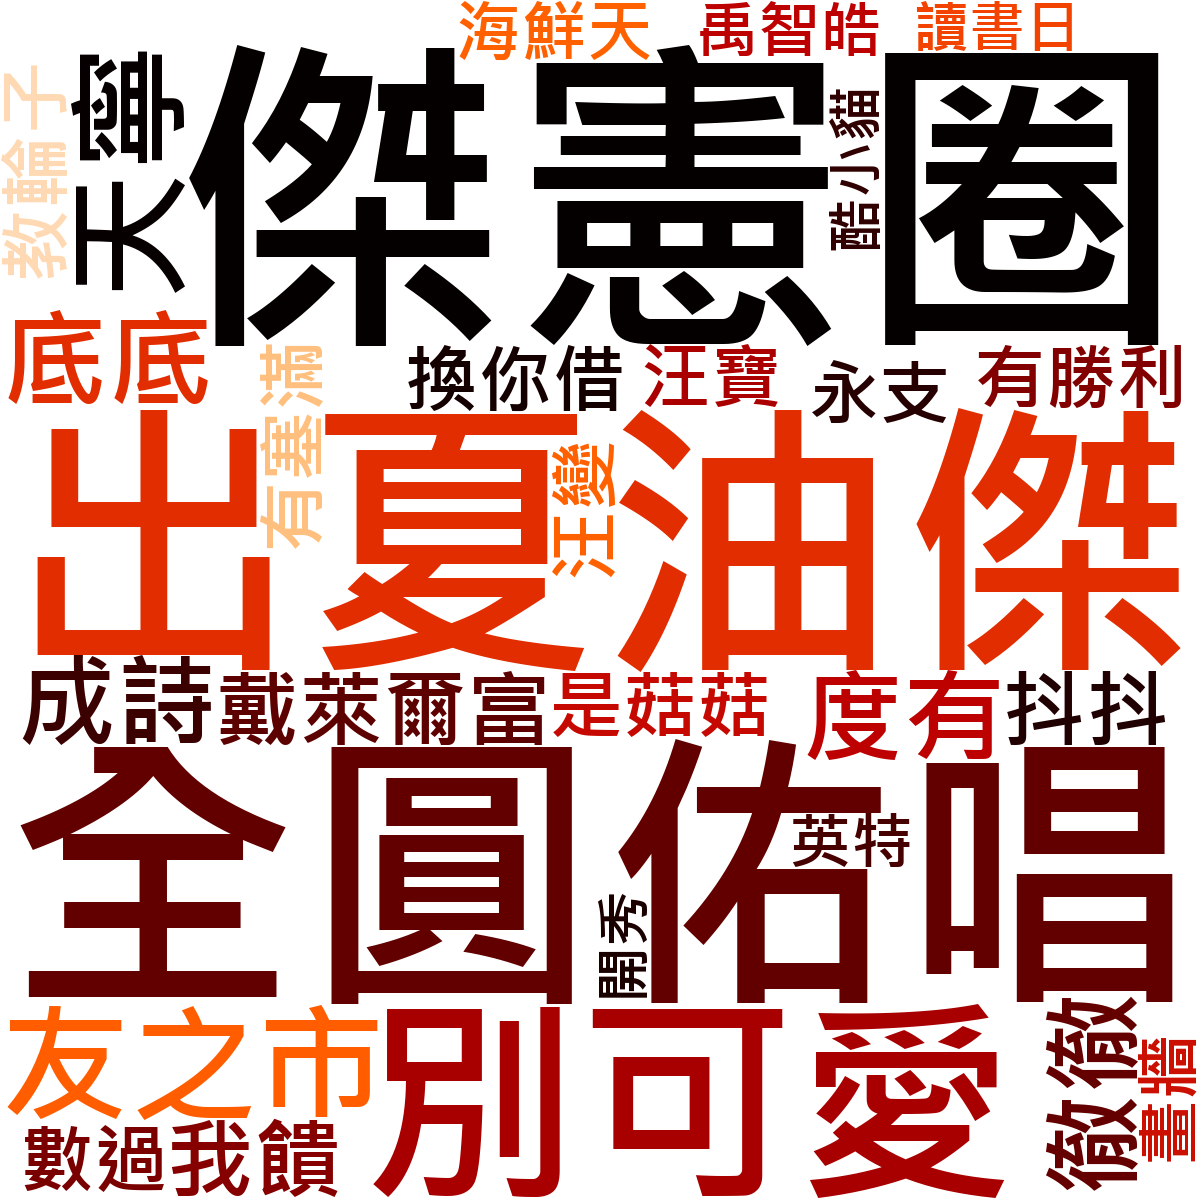 海鮮天
禹智皓
讀書日
教輪子
天寧
傑憲圈
酷小貓
底底
有塞滿
換你借
汪寶
永支
有勝利
出夏油傑
汪變
成詩
戴萊爾富
是菇菇
度有
抖抖
全圓佑唱
英特
開秀
友之市
別可愛
徹徹
畫牆
數過
我饋